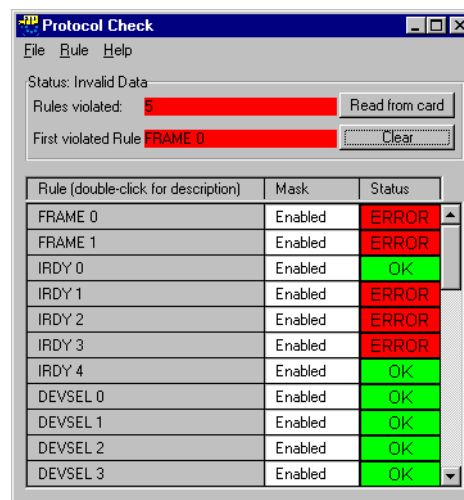 Protocol Check
File Rule Help
Status: Invalid Data
Rules violated: 5 Read from card
First violated Rule FRAME 0 Clear
Rule (double-click for description) Mask Status
FRAME 0 Enabled ERROR
FRAME 1 Enabled ERROR
IRDY 0 Enabled OK
IRDY 1 Enabled ERROR
IRDY 2 Enabled ERROR
IRDY 3 Enabled ERROR
IRDY 4 Enabled OK
DEVSEL 0 Enabled OK
DEVSEL 1 Enabled OK
DEVSEL 2 Enabled OK
DEVSEL 3 Enabled OK